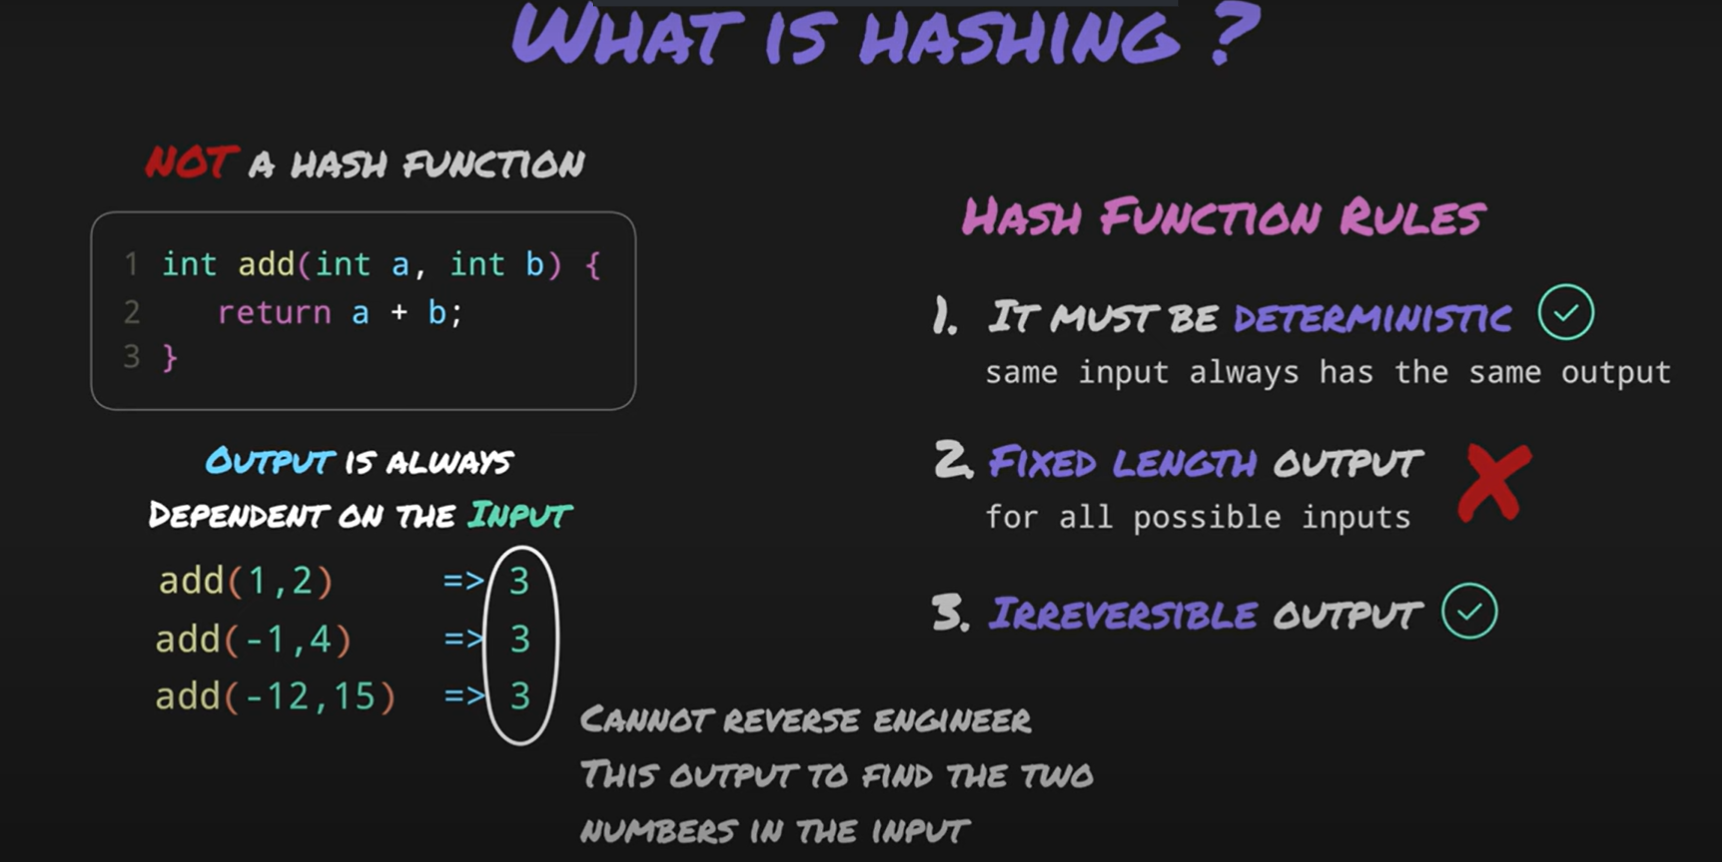 WHAT IS HASHING ?
NOT A HASH FUNCTION
1 int add(int a, int b) {
2 return a + b;
3 }
OUTPUT IS ALWAYS
DEPENDENT ON THE INPUT
add(1,2) => 3
add(-1,4) => 3
add(-12,15) => 3
CANNOT REVERSE ENGINEER
THIS OUTPUT TO FIND THE TWO
NUMBERS IN THE INPUT
HASH FUNCTION RULES
1. IT MUST BE DETERMINISTIC
same input always has the same output
2. FIXED LENGTH OUTPUT
for all possible inputs
3. IRREVERSIBLE OUTPUT